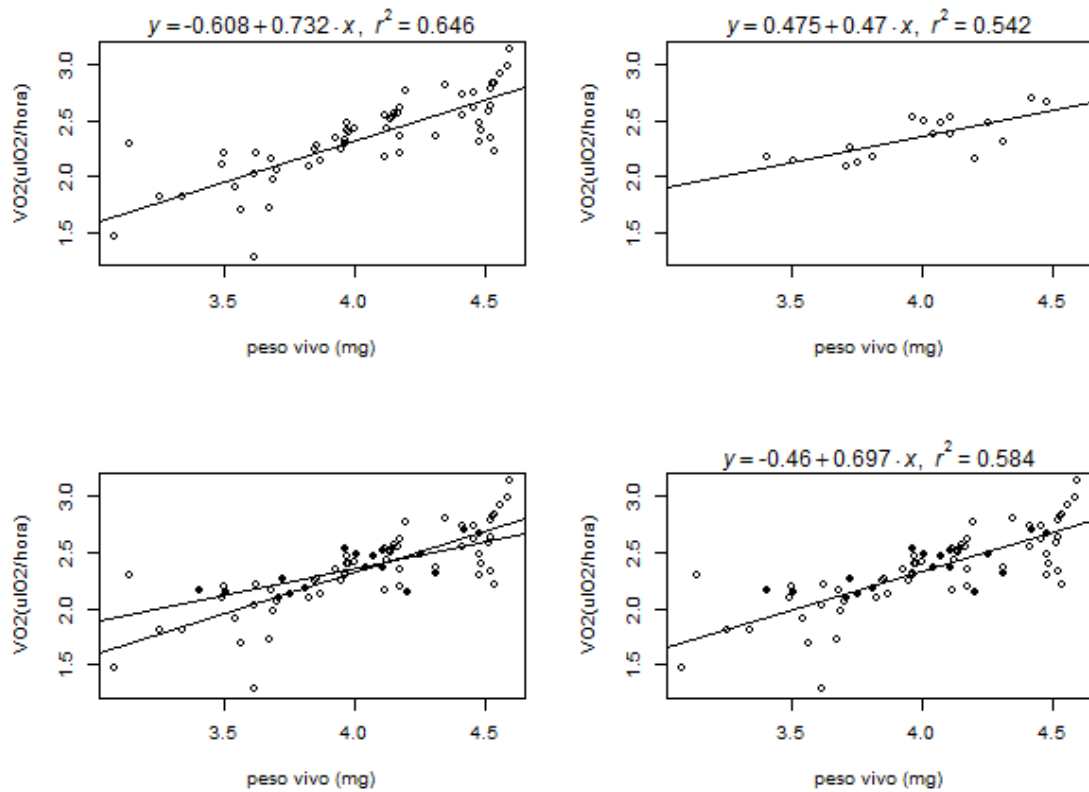 y = -0.608 + 0.732 · x, r² = 0.646
VO2(ulO2/hora)
1.5 2.0 2.5 3.0
3.5 4.0 4.5
peso vivo (mg)
y = 0.475 + 0.47 · x, r² = 0.542
VO2(ulO2/hora)
1.5 2.0 2.5 3.0
3.5 4.0 4.5
peso vivo (mg)
VO2(ulO2/hora)
1.5 2.0 2.5 3.0
3.5 4.0 4.5
peso vivo (mg)
y = -0.46 + 0.697 · x, r² = 0.584
VO2(ulO2/hora)
1.5 2.0 2.5 3.0
3.5 4.0 4.5
peso vivo (mg)